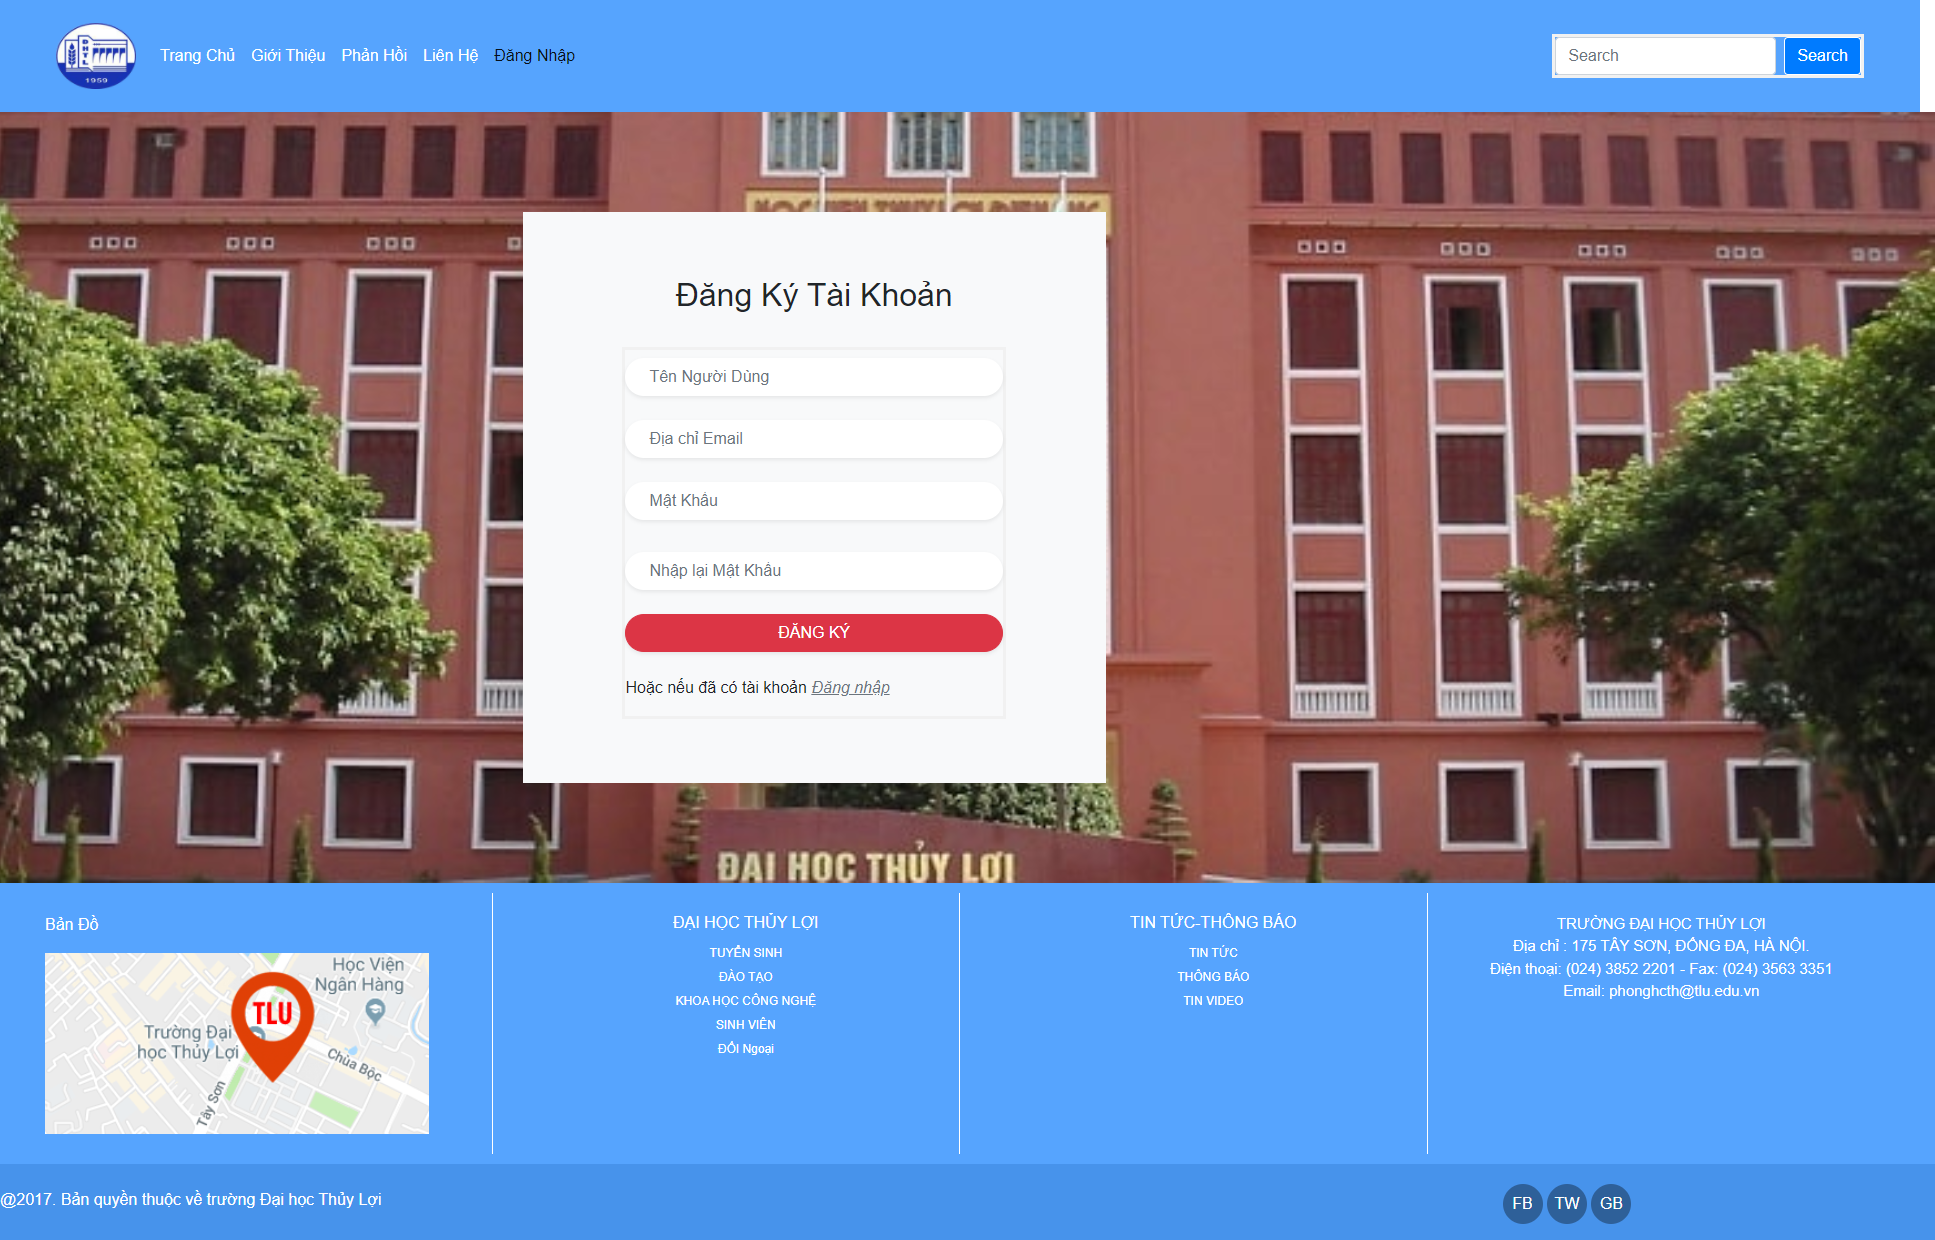 1959
Trang Chủ Giới Thiệu Phản Hồi Liên Hệ Đăng Nhập
Search Search
Đăng Ký Tài Khoản
Tên Người Dùng
Địa chỉ Email
Mật Khẩu
Nhập lại Mật Khẩu
ĐĂNG KÝ
Hoặc nếu đã có tài khoản Đăng nhập
ĐẠI HỌC THỦY LỢI
Bản Đồ
Học Viện
Ngân Hàng
TLU
Trường Đại
học Thủy Lợi
Chùa Bộc
Tây Sơn
ĐẠI HỌC THỦY LỢI
TUYỂN SINH
ĐÀO TẠO
KHOA HỌC CÔNG NGHỆ
SINH VIÊN
ĐỐI Ngoại
TIN TỨC-THÔNG BÁO
TIN TỨC
THÔNG BÁO
TIN VIDEO
TRƯỜNG ĐẠI HỌC THỦY LỢI
Địa chỉ : 175 TÂY SƠN, ĐỐNG ĐA, HÀ NỘI.
Điện thoại: (024) 3852 2201 - Fax: (024) 3563 3351
Email: phonghcth@tlu.edu.vn
@2017. Bản quyền thuộc về trường Đại học Thủy Lợi
FB TW GB